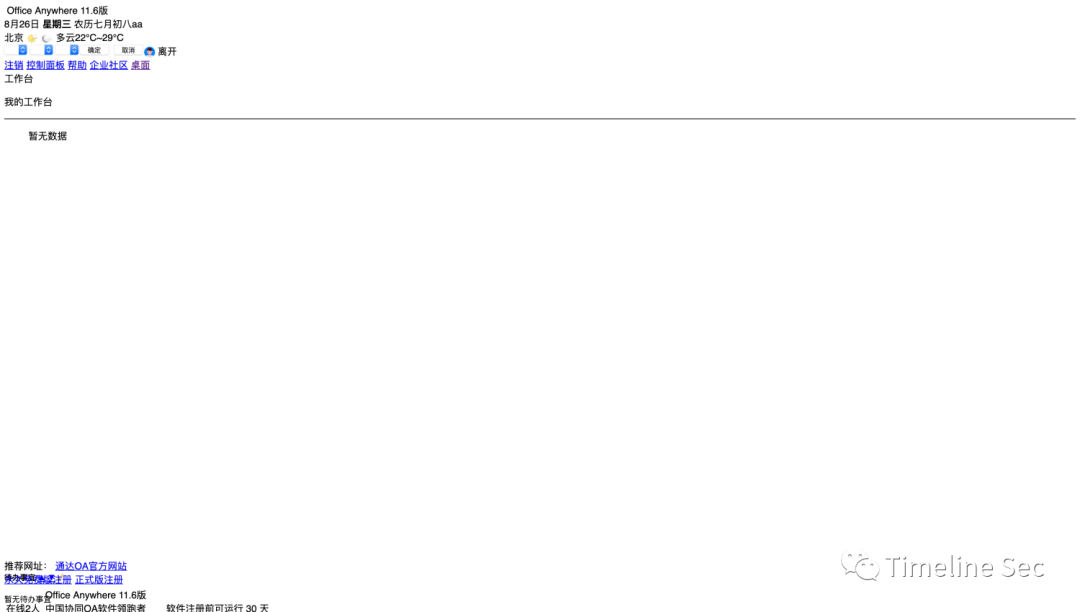 Office Anywhere 11.6版
8月26日 星期三 农历七月初八aa
北京 多云22°C~29°C
确定 取消 离开
注销 控制面板 帮助 企业社区 桌面
工作台
我的工作台
暂无数据
推荐网址： 通达OA官方网站
正式版注册
Office Anywhere 11.6版
暂无待办事宜
在线2人 中国协同OA软件领跑者 软件注册前可运行 30 天
Timeline Sec